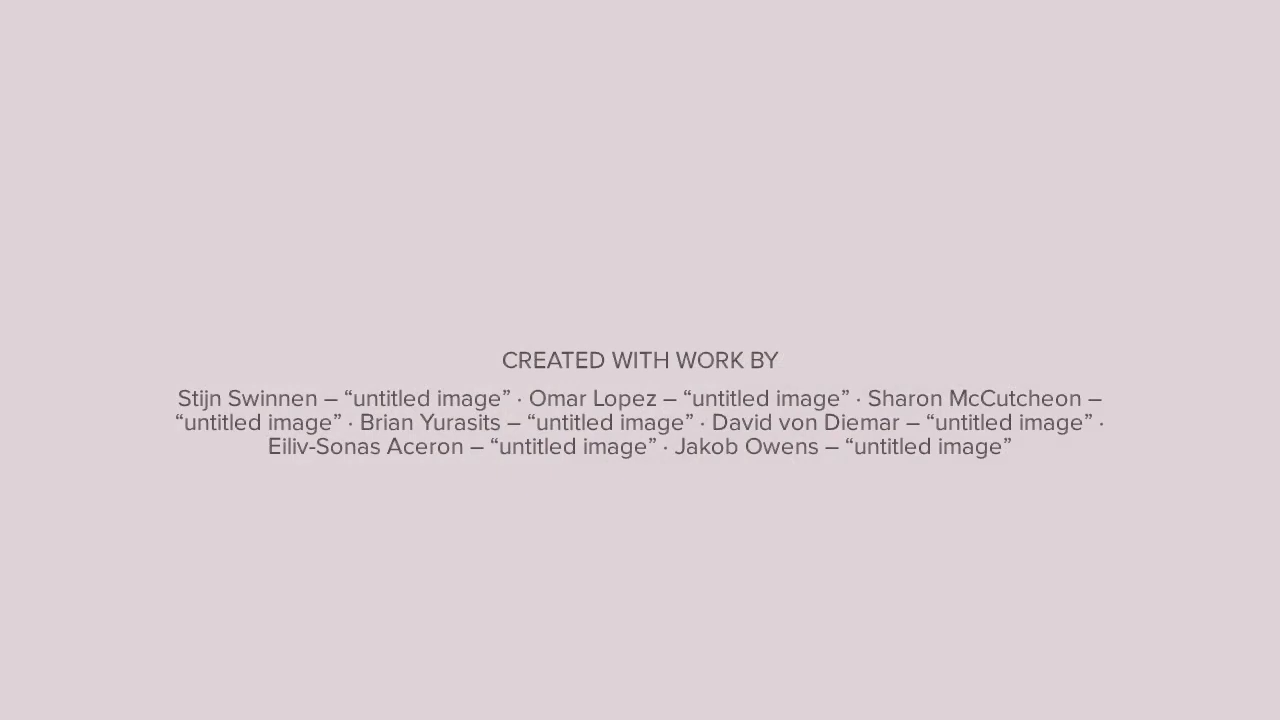 CREATED WITH WORK BY
Stijn Swinnen – “untitled image” · Omar Lopez – “untitled image” · Sharon McCutcheon –
“untitled image” · Brian Yurasits – “untitled image” · David von Diemar – “untitled image” ·
Eiliv-Sonas Aceron – “untitled image” · Jakob Owens – “untitled image”